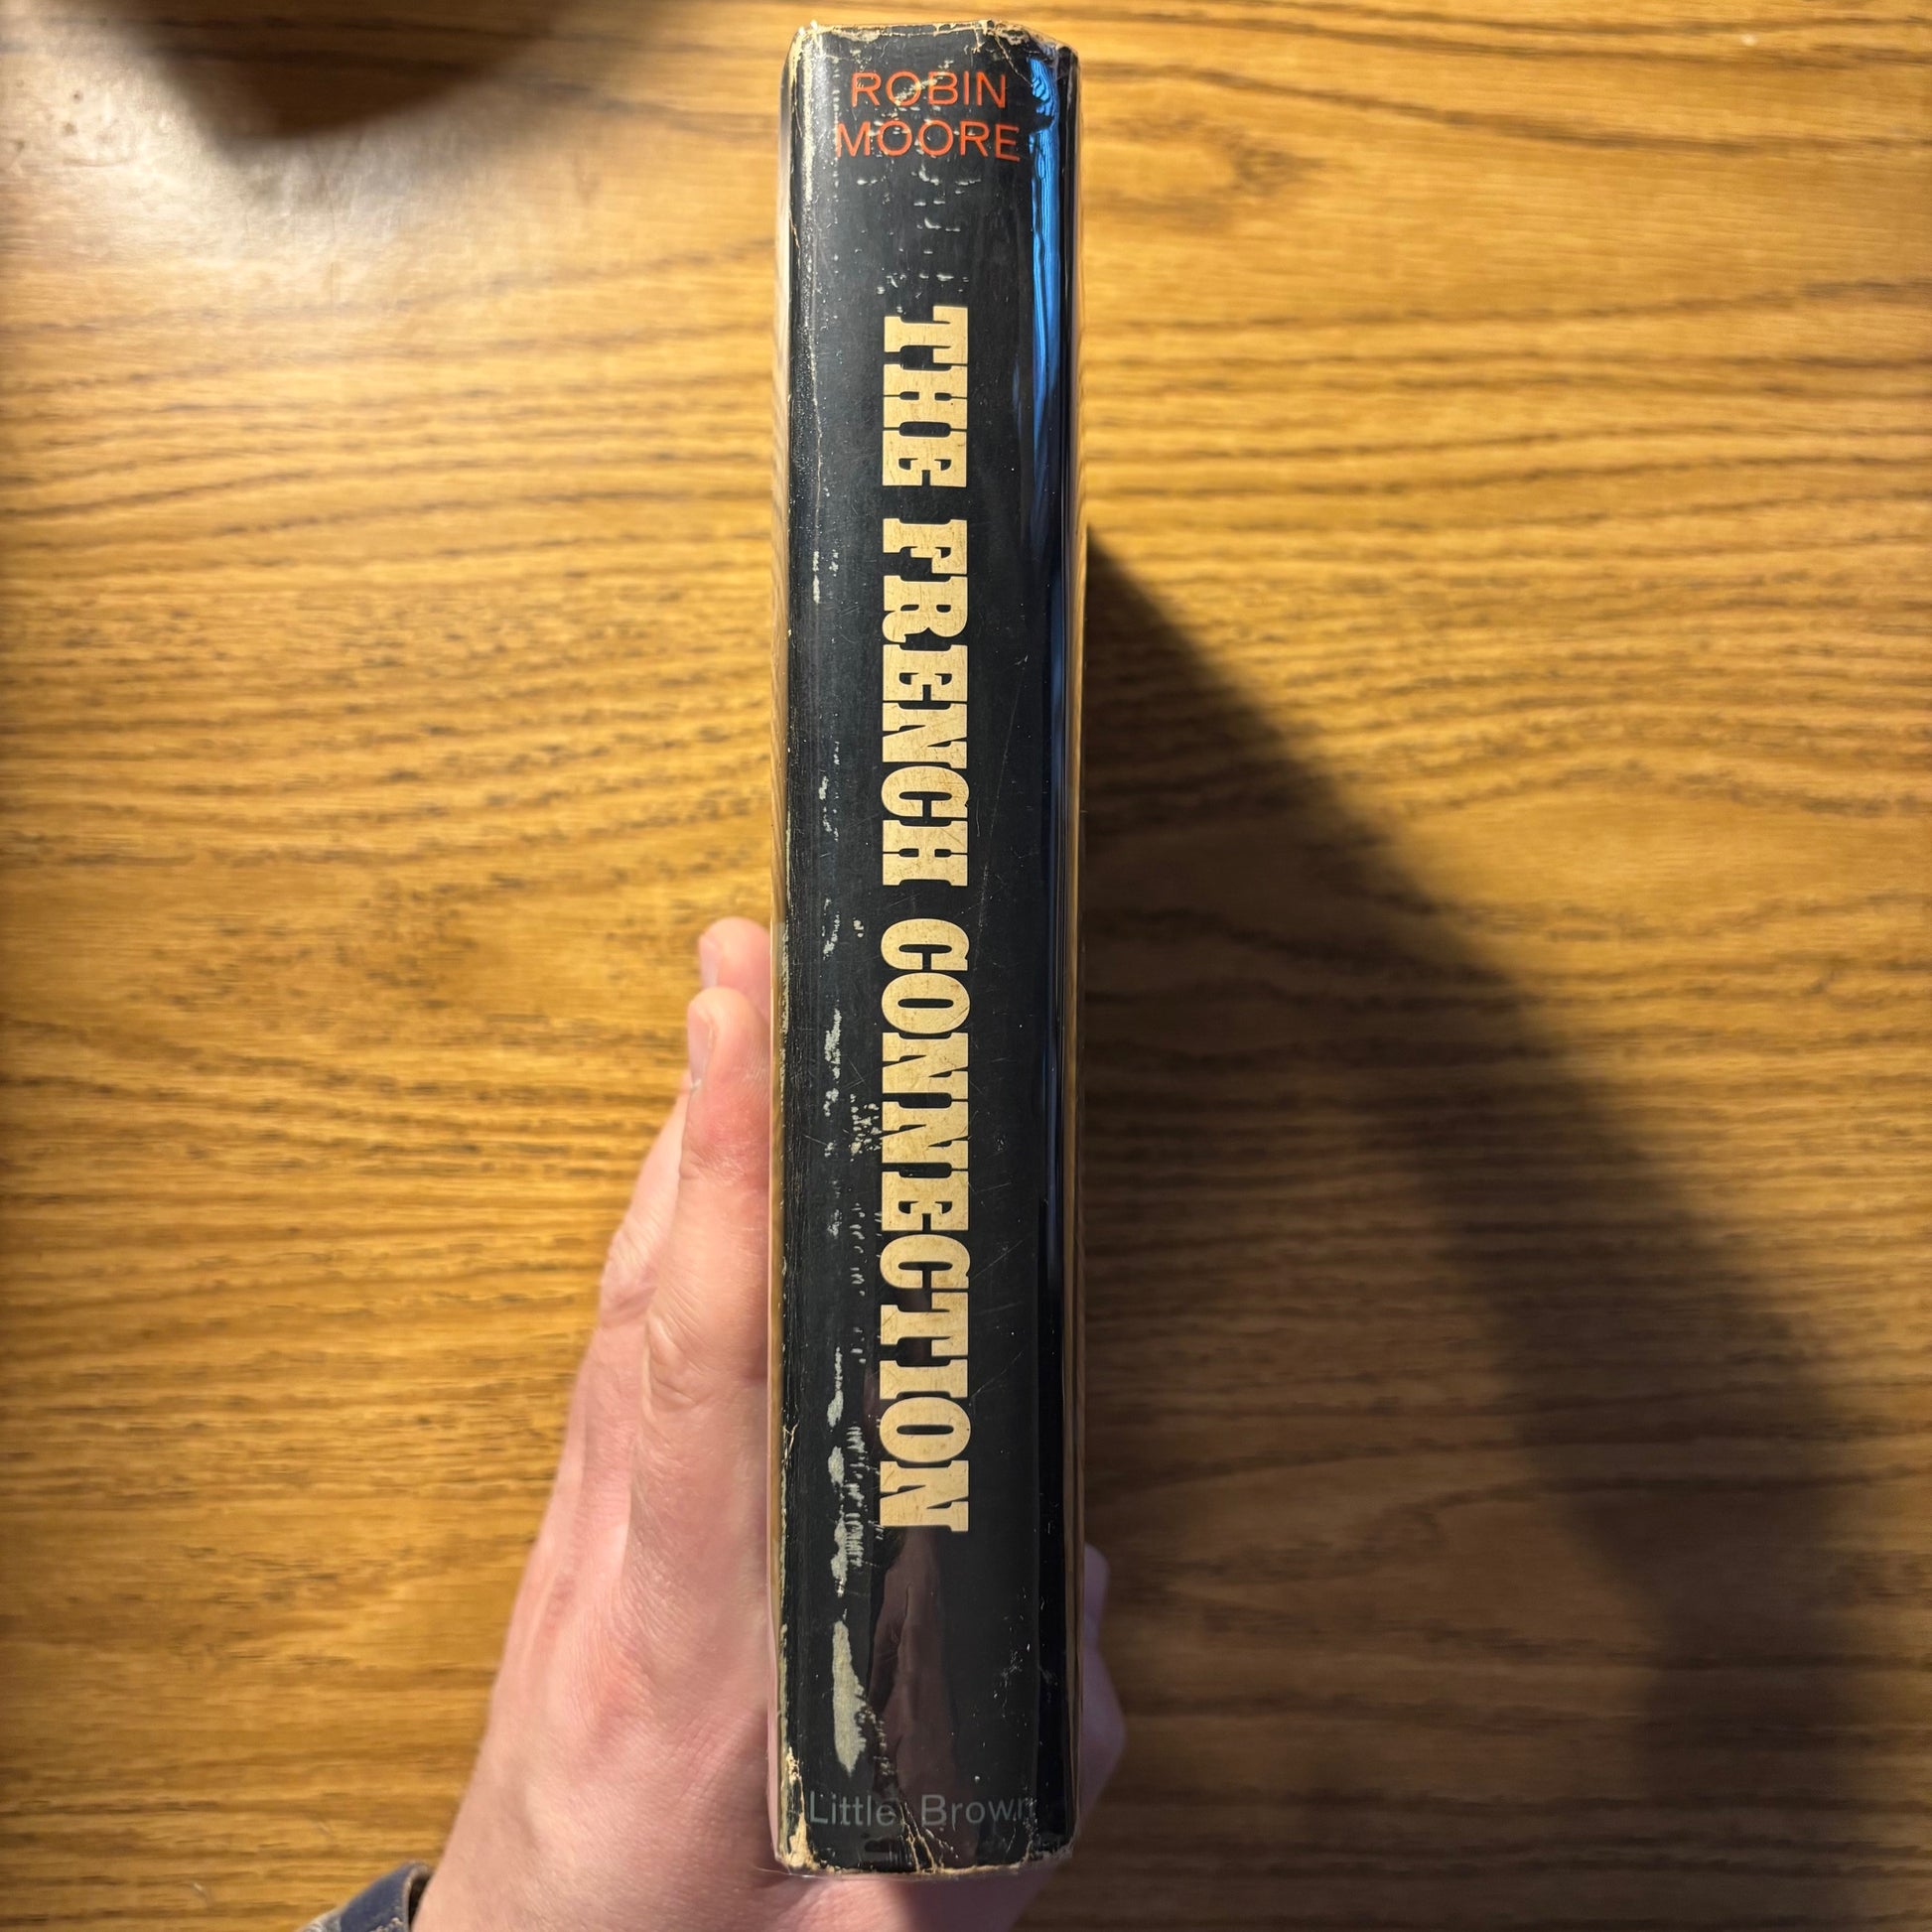 ROBIN
MOORE
THE FRENCH CONNECTION
Little, Brown